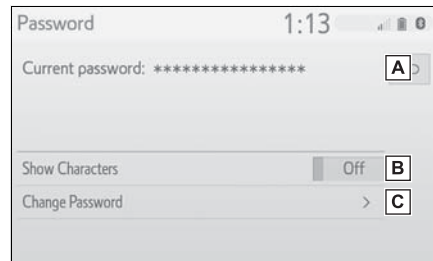 Password 1:13
Current password: **************** A
Show Characters Off B
Change Password > C